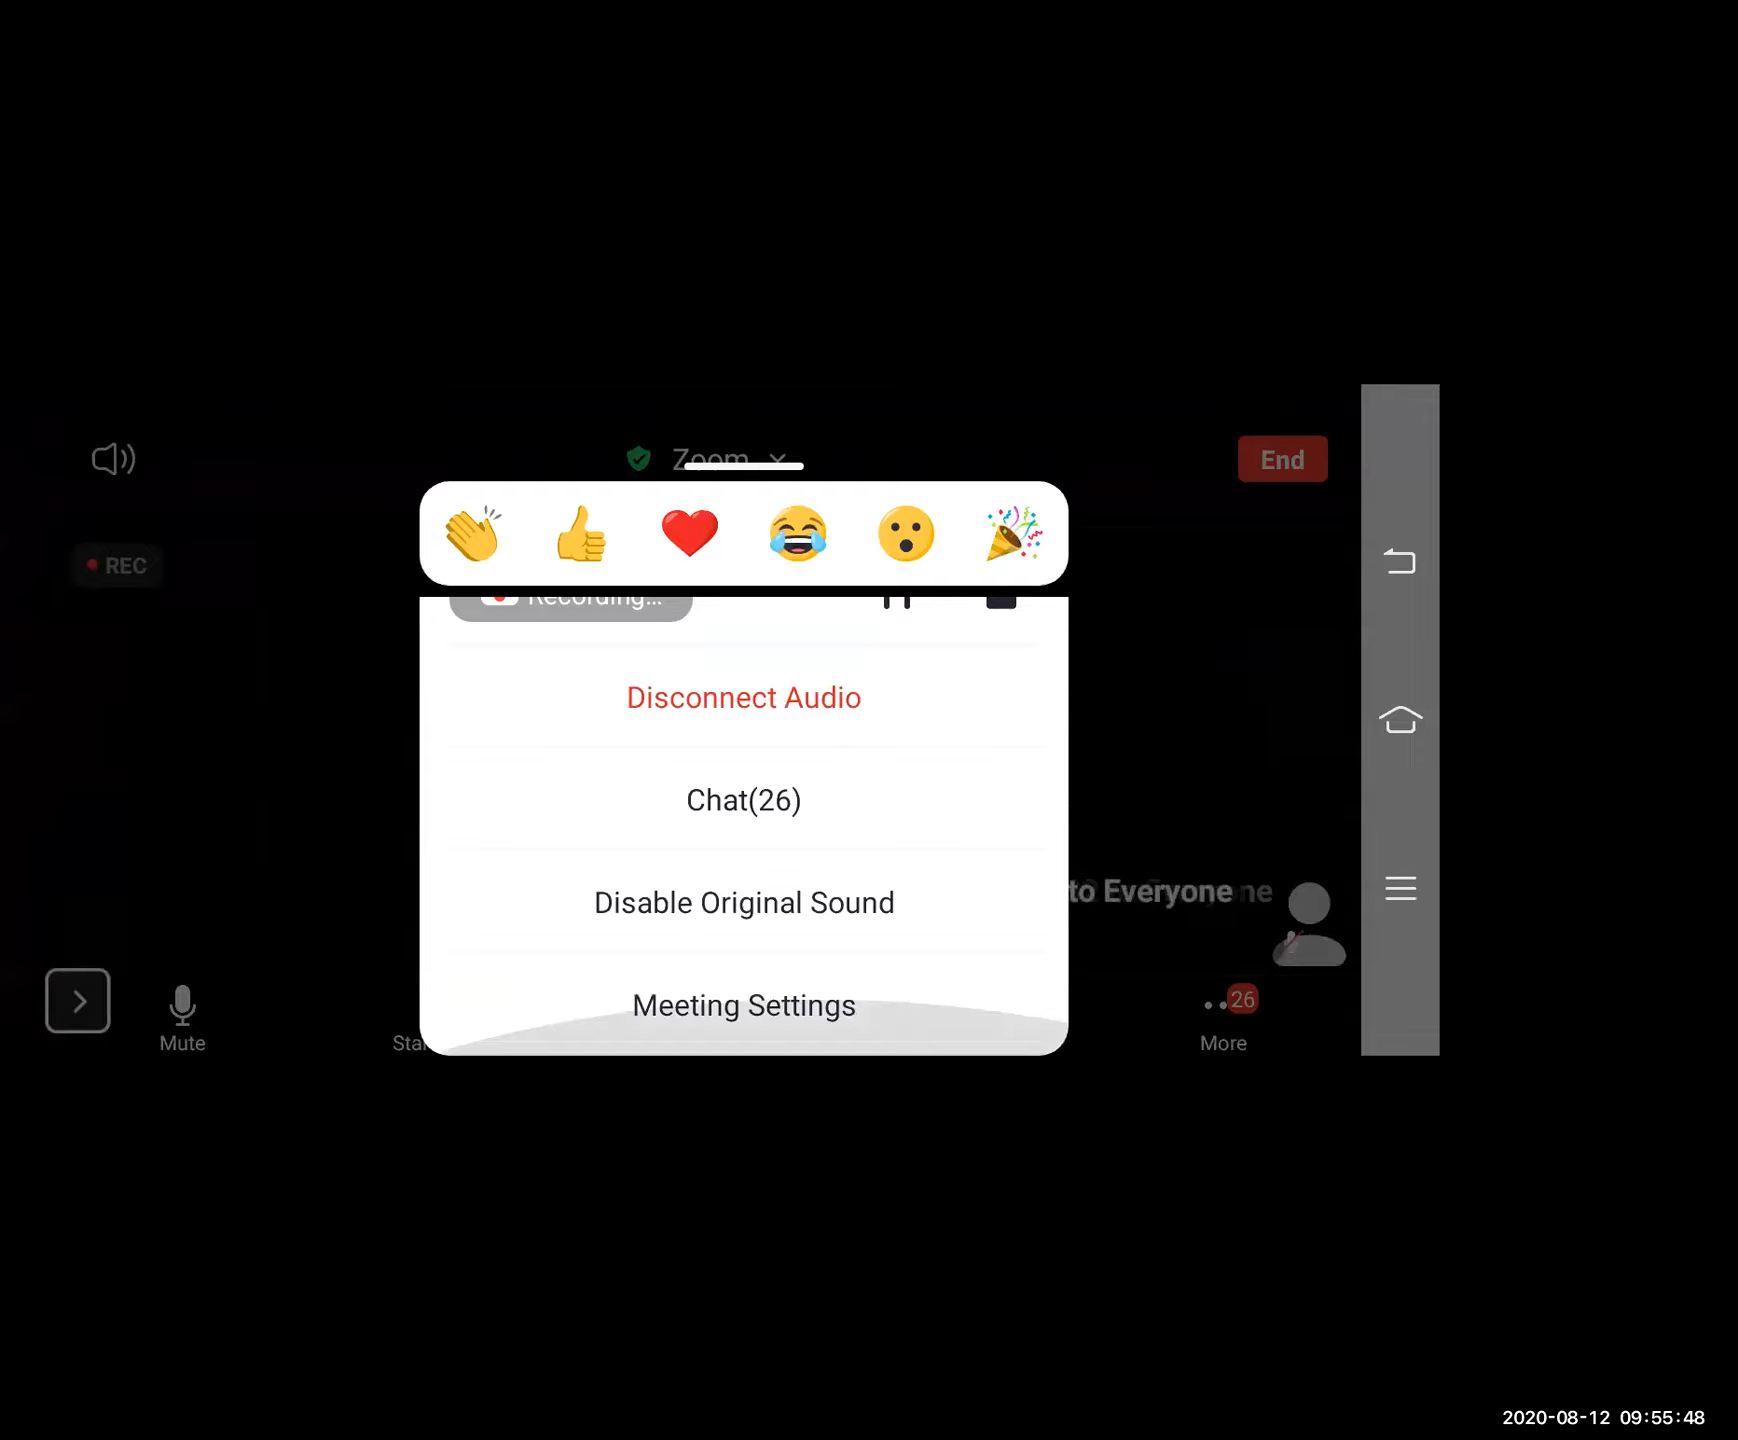 Zoom
End
REC
Recording...
Disconnect Audio
Chat(26)
Disable Original Sound
to Everyone
Meeting Settings
26
Mute
More
2020-08-12 09:55:48